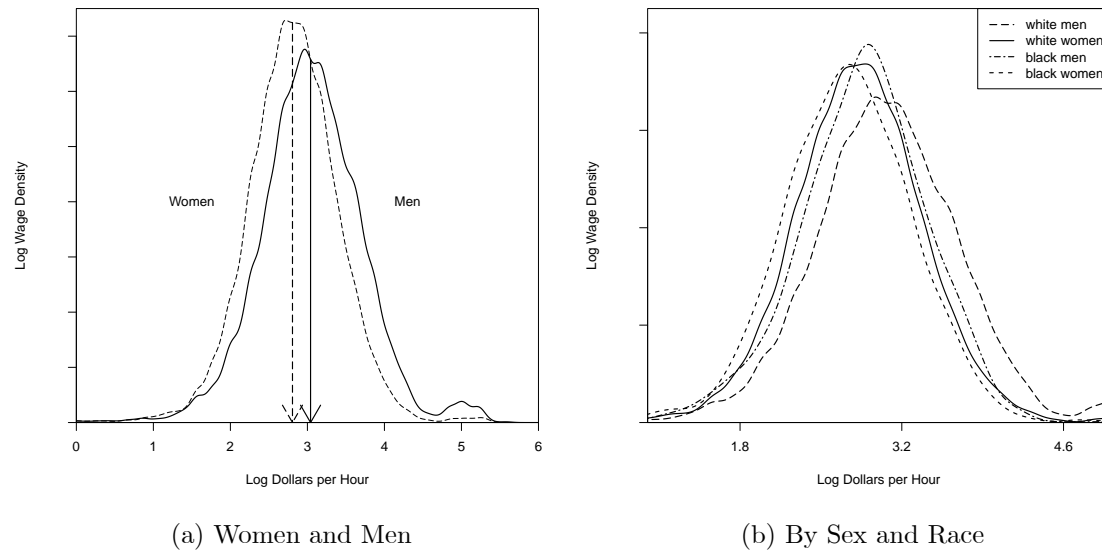 Log Wage Density
Women
Men
0 1 2 3 4 5 6
Log Dollars per Hour
(a) Women and Men
white men
white women
black men
black women
Log Wage Density
1.8 3.2 4.6
Log Dollars per Hour
(b) By Sex and Race